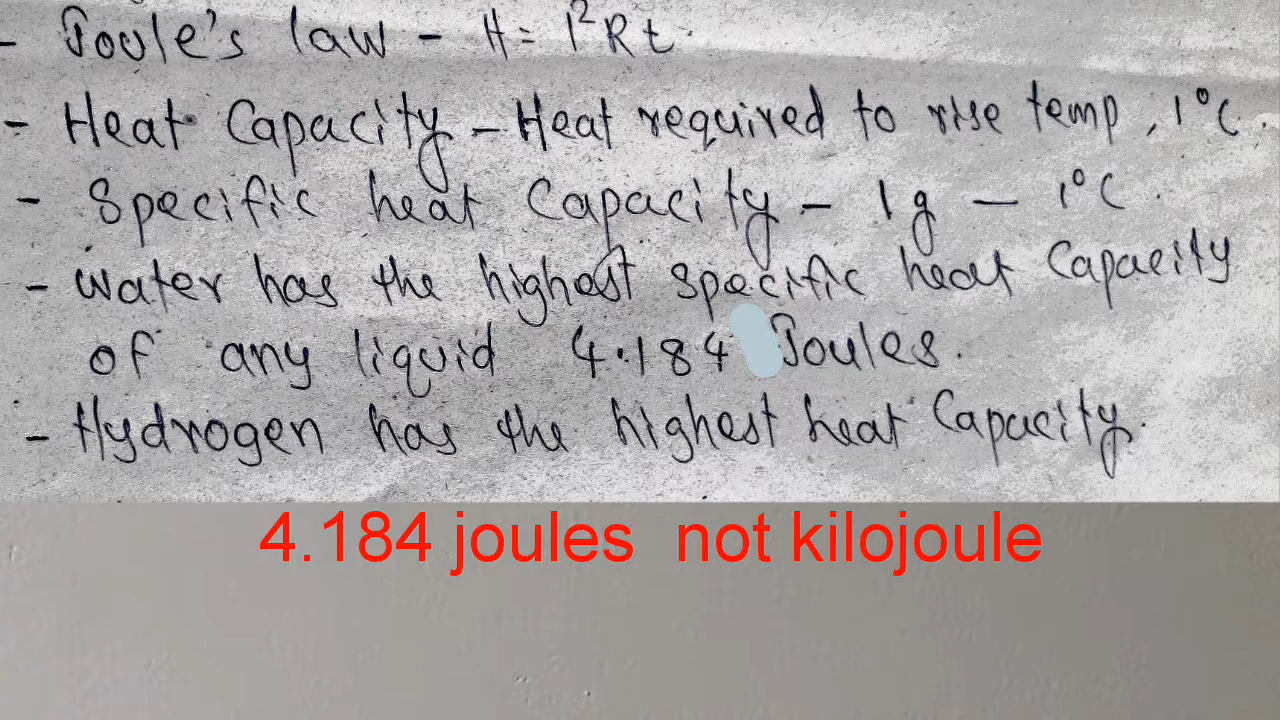 - Joule's law - H = I²Rt.
- Heat Capacity - Heat required to rise temp, 1°C.
- Specific heat Capacity - 1g - 1°C.
- Water has the highest specific heat Capacity
of any liquid 4.184 Joules.
- Hydrogen has the highest heat Capacity.
4.184 joules not kilojoule